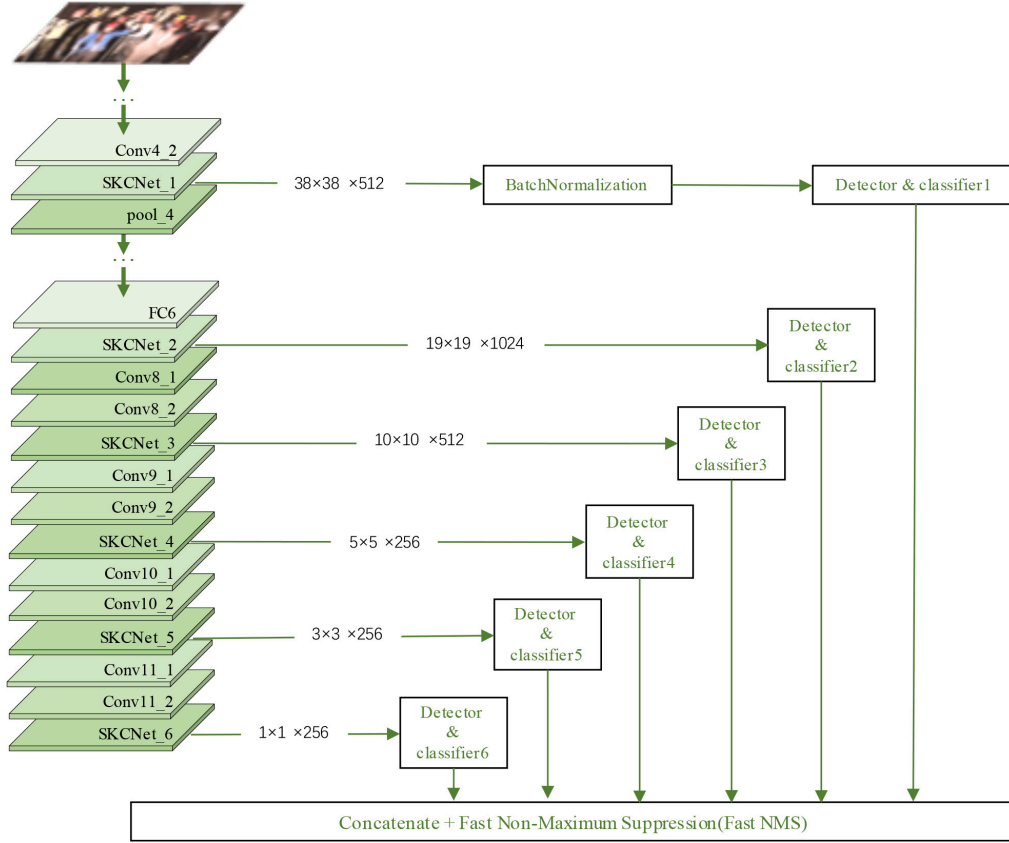 ...
Conv4_2
SKCNet_1
38×38 ×512
BatchNormalization
Detector & classifier1
pool_4
...
FC6
SKCNet_2
19×19 ×1024
Detector
&
classifier2
Conv8_1
Conv8_2
SKCNet_3
10×10 ×512
Detector
&
classifier3
Conv9_1
Conv9_2
SKCNet_4
5×5 ×256
Detector
&
classifier4
Conv10_1
Conv10_2
SKCNet_5
3×3 ×256
Detector
&
classifier5
Conv11_1
Conv11_2
SKCNet_6
1×1 ×256
Detector
&
classifier6
Concatenate + Fast Non-Maximum Suppression(Fast NMS)